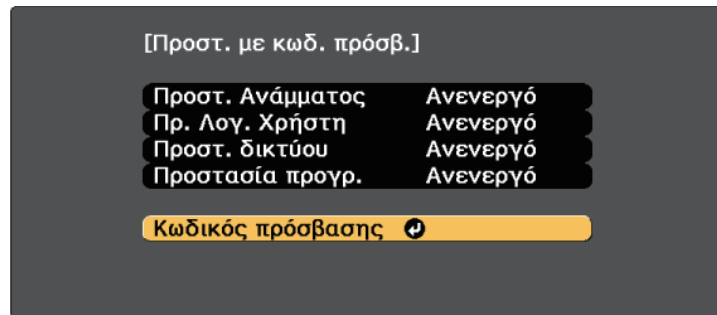 [Προστ. με κωδ. πρόσβ.]
Προστ. Ανάμματος Ανενεργό
Πρ. Λογ. Χρήστη Ανενεργό
Προστ. δικτύου Ανενεργό
Προστασία προγρ. Ανενεργό
Κωδικός πρόσβασης